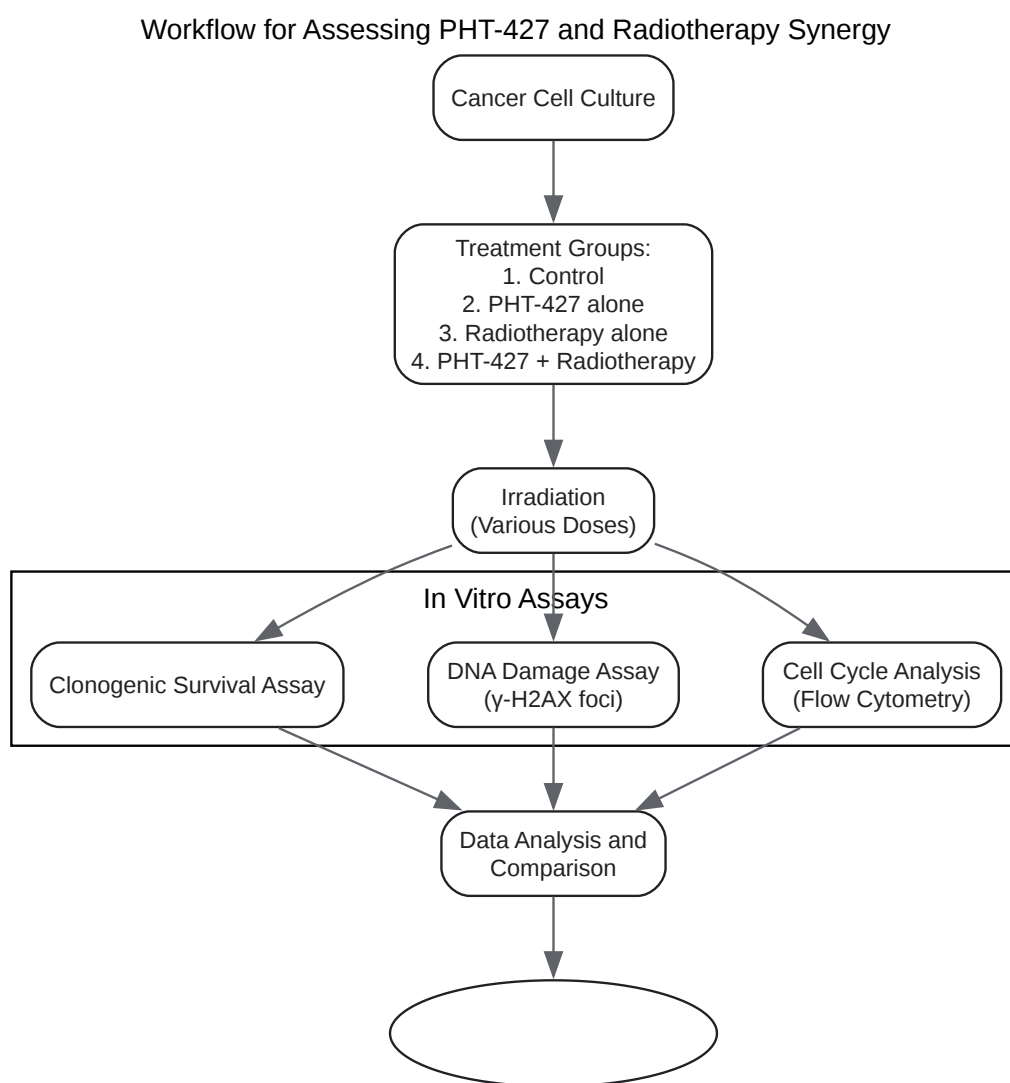 Workflow for Assessing PHT-427 and Radiotherapy Synergy
Cancer Cell Culture
Treatment Groups:
1. Control
2. PHT-427 alone
3. Radiotherapy alone
4. PHT-427 + Radiotherapy
Irradiation
(Various Doses)
In Vitro Assays
Clonogenic Survival Assay
DNA Damage Assay
(γ-H2AX foci)
Cell Cycle Analysis
(Flow Cytometry)
Data Analysis and
Comparison